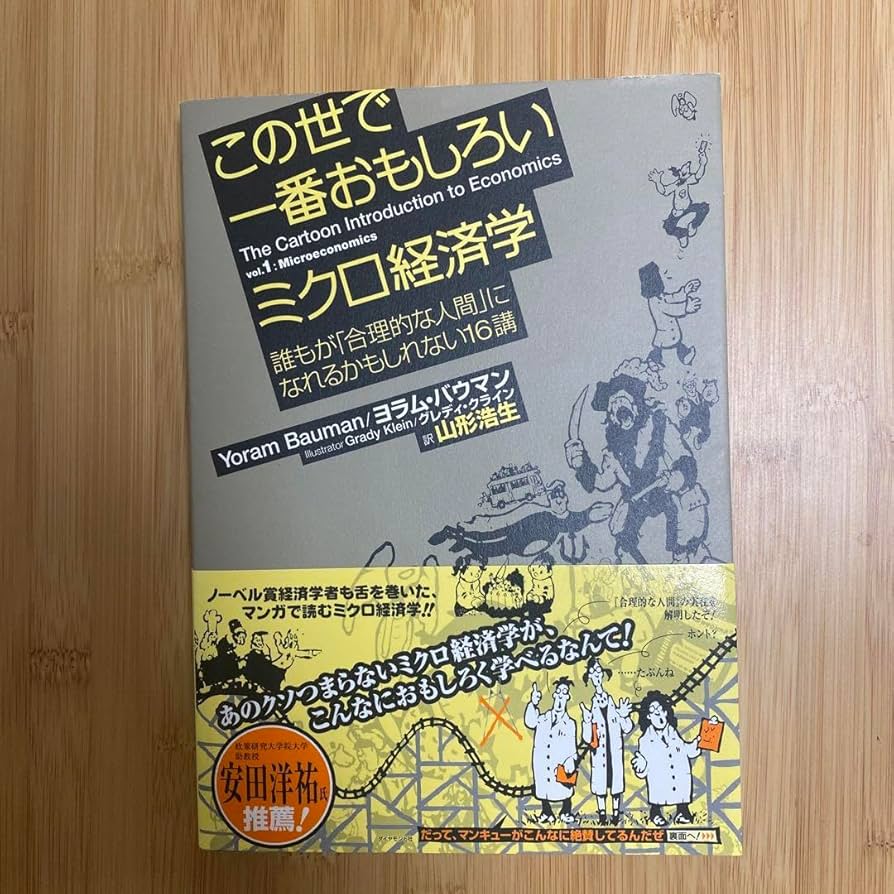 この世で
一番おもしろい
The Cartoon Introduction to Economics
vol.1:Microeconomics
ミクロ経済学
誰もが「合理的な人間」に
なれるかもしれない16講
Yoram Bauman/ヨラム・バウマン
Illustrator Grady Klein/グレディ・クライン
訳 山形浩生
ノーベル賞経済学者も舌を巻いた、
マンガで読むミクロ経済学!!
「合理的な人間」の実在を
解明したぞ!
ホント?
……たぶんね
あのクソつまらないミクロ経済学が、
こんなにおもしろく学べるなんて!
政策研究大学院大学
助教授
安田洋祐氏
推薦!
ダイヤモンド社
だって、マンキューがこんなに絶賛してるんだぜ 裏面へ!